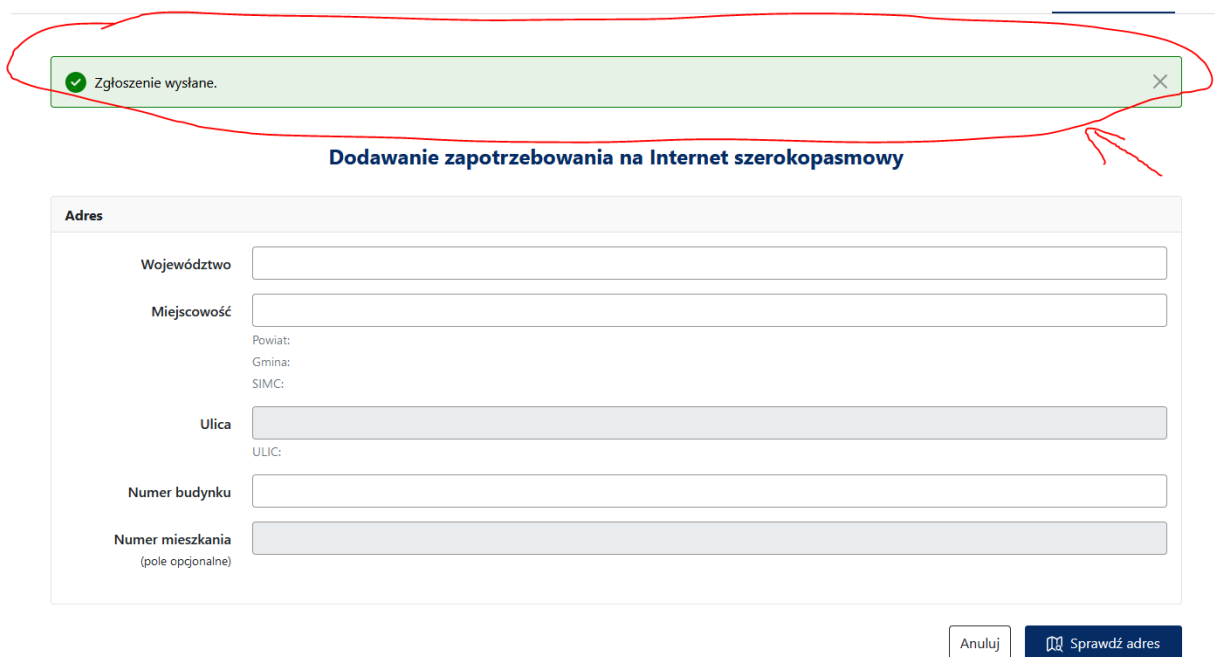 Zgłoszenie wysłane.
Dodawanie zapotrzebowania na Internet szerokopasmowy
Adres
Województwo
Miejscowość
Powiat:
Gmina:
SIMC:
Ulica
ULIC:
Numer budynku
Numer mieszkania
(pole opcjonalne)
Anuluj
Sprawdź adres